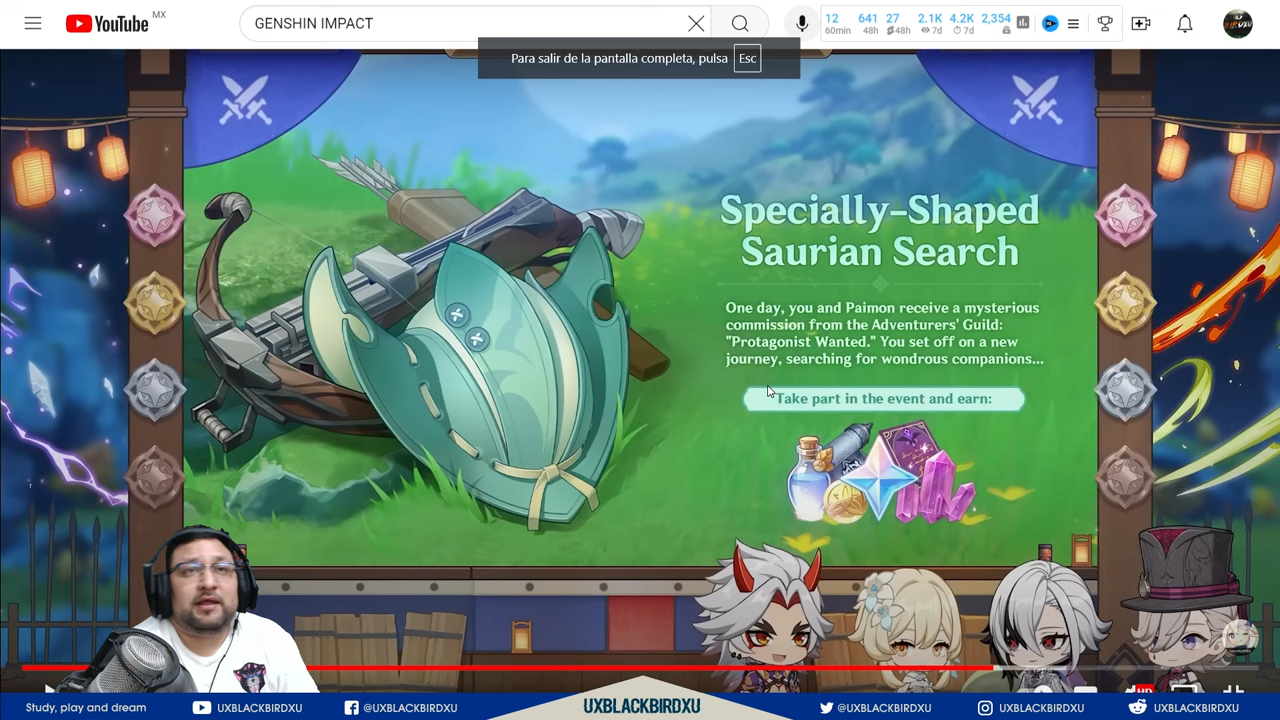 YouTube MX
GENSHIN IMPACT
12 641 27 2.1K 4.2K 2,354
60min 48h 48h 7d 7d
Para salir de la pantalla completa, pulsa Esc
Specially-Shaped
Saurian Search
One day, you and Paimon receive a mysterious
commission from the Adventurers' Guild:
"Protagonist Wanted." You set off on a new
journey, searching for wondrous companions...
Take part in the event and earn:
HD
Study, play and dream
UXBLACKBIRDXU
@UXBLACKBIRDXU
UXBLACKBIRDXU
@UXBLACKBIRDXU
UXBLACKBIRDXU
UXBLACKBIRDXU